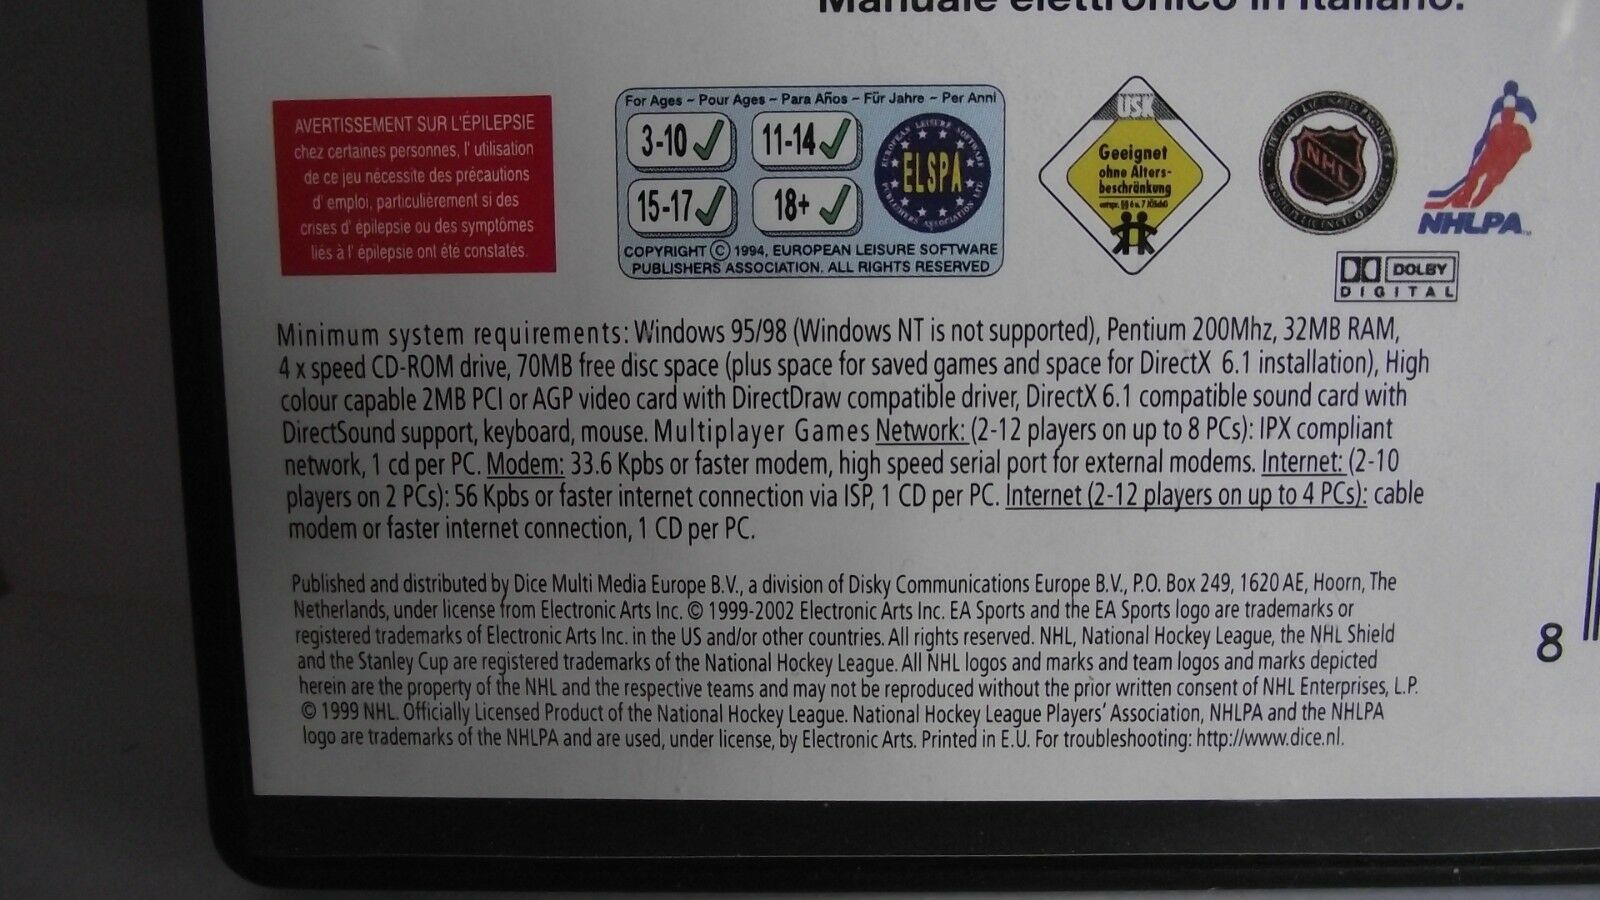 Manuale elettronico in Italiano.
AVERTISSEMENT SUR L'ÉPILEPSIE
chez certaines personnes, l' utilisation
de ce jeu nécessite des précautions
d' emploi, particulièrement si des
crises d' épilepsie ou des symptômes
liés à l' épilepsie ont été constatés.
For Ages ~ Pour Ages ~ Para Años ~ Für Jahre ~ Per Anni
3-10 11-14
15-17 18+
EUROPEAN LEISURE SOFTWARE
ELSPA
PUBLISHERS ASSOCIATION LTD
COPYRIGHT © 1994, EUROPEAN LEISURE SOFTWARE
PUBLISHERS ASSOCIATION. ALL RIGHTS RESERVED
USK
Geeignet
ohne Alters-
beschränkung
NHL
NHLPA
DOLBY
DIGITAL
Minimum system requirements: Windows 95/98 (Windows NT is not supported), Pentium 200Mhz, 32MB RAM,
4 x speed CD-ROM drive, 70MB free disc space (plus space for saved games and space for DirectX 6.1 installation), High
colour capable 2MB PCI or AGP video card with DirectDraw compatible driver, DirectX 6.1 compatible sound card with
DirectSound support, keyboard, mouse. Multiplayer Games Network: (2-12 players on up to 8 PCs): IPX compliant
network, 1 cd per PC. Modem: 33.6 Kpbs or faster modem, high speed serial port for external modems. Internet: (2-10
players on 2 PCs): 56 Kpbs or faster internet connection via ISP, 1 CD per PC. Internet (2-12 players on up to 4 PCs): cable
modem or faster internet connection, 1 CD per PC.
Published and distributed by Dice Multi Media Europe B.V., a division of Disky Communications Europe B.V., P.O. Box 249, 1620 AE, Hoorn, The
Netherlands, under license from Electronic Arts Inc. © 1999-2002 Electronic Arts Inc. EA Sports and the EA Sports logo are trademarks or
registered trademarks of Electronic Arts Inc. in the US and/or other countries. All rights reserved. NHL, National Hockey League, the NHL Shield
and the Stanley Cup are registered trademarks of the National Hockey League. All NHL logos and marks and team logos and marks depicted
herein are the property of the NHL and the respective teams and may not be reproduced without the prior written consent of NHL Enterprises, L.P.
© 1999 NHL. Officially Licensed Product of the National Hockey League. National Hockey League Players' Association, NHLPA and the NHLPA
logo are trademarks of the NHLPA and are used, under license, by Electronic Arts. Printed in E.U. For troubleshooting: http://www.dice.nl.
8